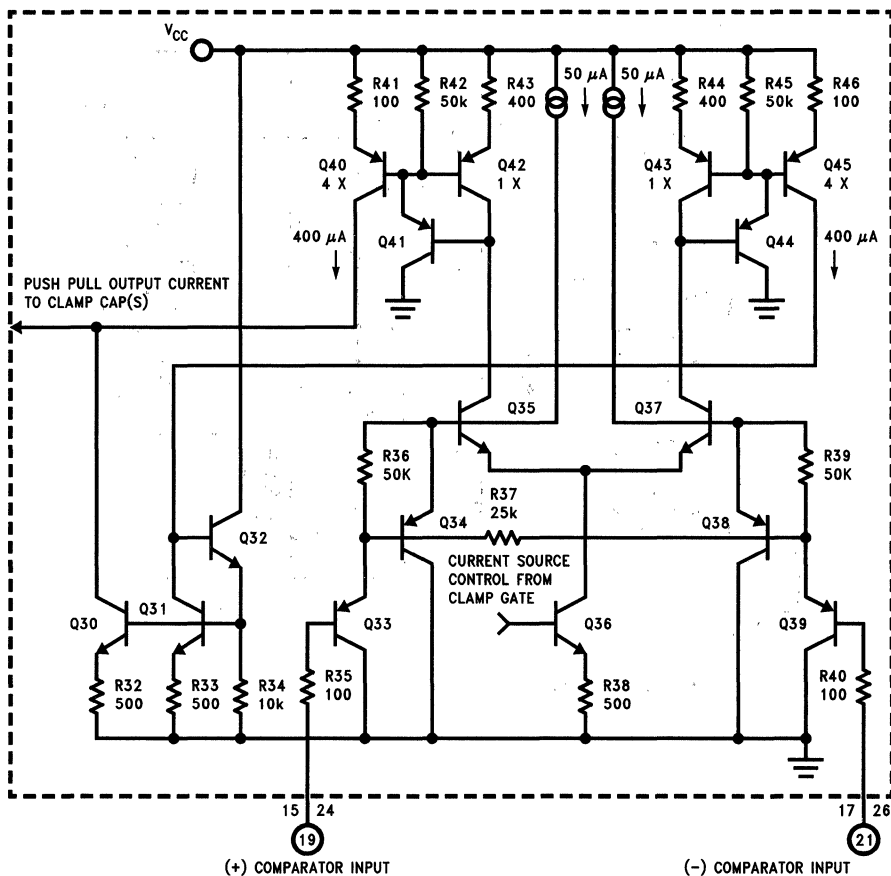 VCC
R41
100
R42
50k
R43
400
50 μA
50 μA
R44
400
R45
50k
R46
100
Q40
4 X
Q42
1 X
Q43
1 X
Q45
4 X
400 μA
Q41
Q44
400 μA
PUSH PULL OUTPUT CURRENT
TO CLAMP CAP(S)
Q35
Q37
R36
50K
R39
50K
R37
25k
Q34
Q38
Q32
CURRENT SOURCE
CONTROL FROM
CLAMP GATE
Q30
Q31
Q33
Q36
Q39
R32
500
R33
500
R34
10k
R35
100
R38
500
R40
100
15 24
17 26
19
21
(+) COMPARATOR INPUT
(-) COMPARATOR INPUT